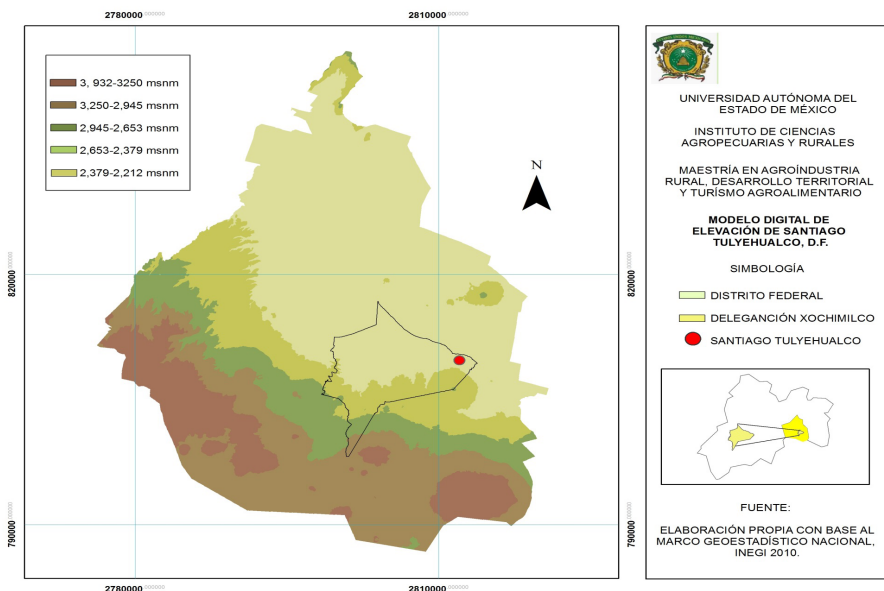 2780000
2810000
3, 932-3250 msnm
3,250-2,945 msnm
2,945-2,653 msnm
2,653-2,379 msnm
2,379-2,212 msnm
N
820000
820000
790000
790000
2780000
2810000
UNIVERSIDAD AUTÓNOMA DEL
ESTADO DE MÉXICO
INSTITUTO DE CIENCIAS
AGROPECUARIAS Y RURALES
MAESTRÍA EN AGROÍNDUSTRIA
RURAL, DESARROLLO TERRITORIAL
Y TURÍSMO AGROALIMENTARIO
MODELO DIGITAL DE
ELEVACIÓN DE SANTIAGO
TULYEHUALCO, D.F.
SIMBOLOGÍA
DISTRITO FEDERAL
DELEGANCIÓN XOCHIMILCO
SANTIAGO TULYEHUALCO
FUENTE:
ELABORACIÓN PROPIA CON BASE AL
MARCO GEOESTADÍSTICO NACIONAL,
INEGI 2010.